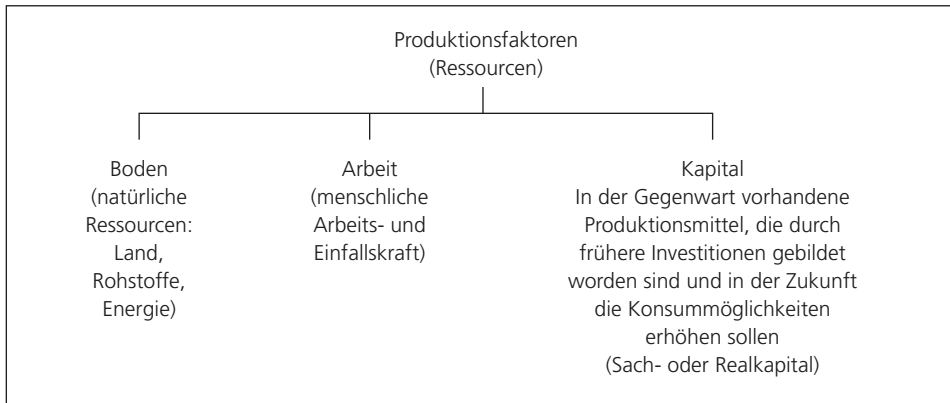 Produktionsfaktoren
(Ressourcen)
Boden
(natürliche
Ressourcen:
Land,
Rohstoffe,
Energie)
Arbeit
(menschliche
Arbeits- und
Einfallskraft)
Kapital
In der Gegenwart vorhandene
Produktionsmittel, die durch
frühere Investitionen gebildet
worden sind und in der Zukunft
die Konsummöglichkeiten
erhöhen sollen
(Sach- oder Realkapital)